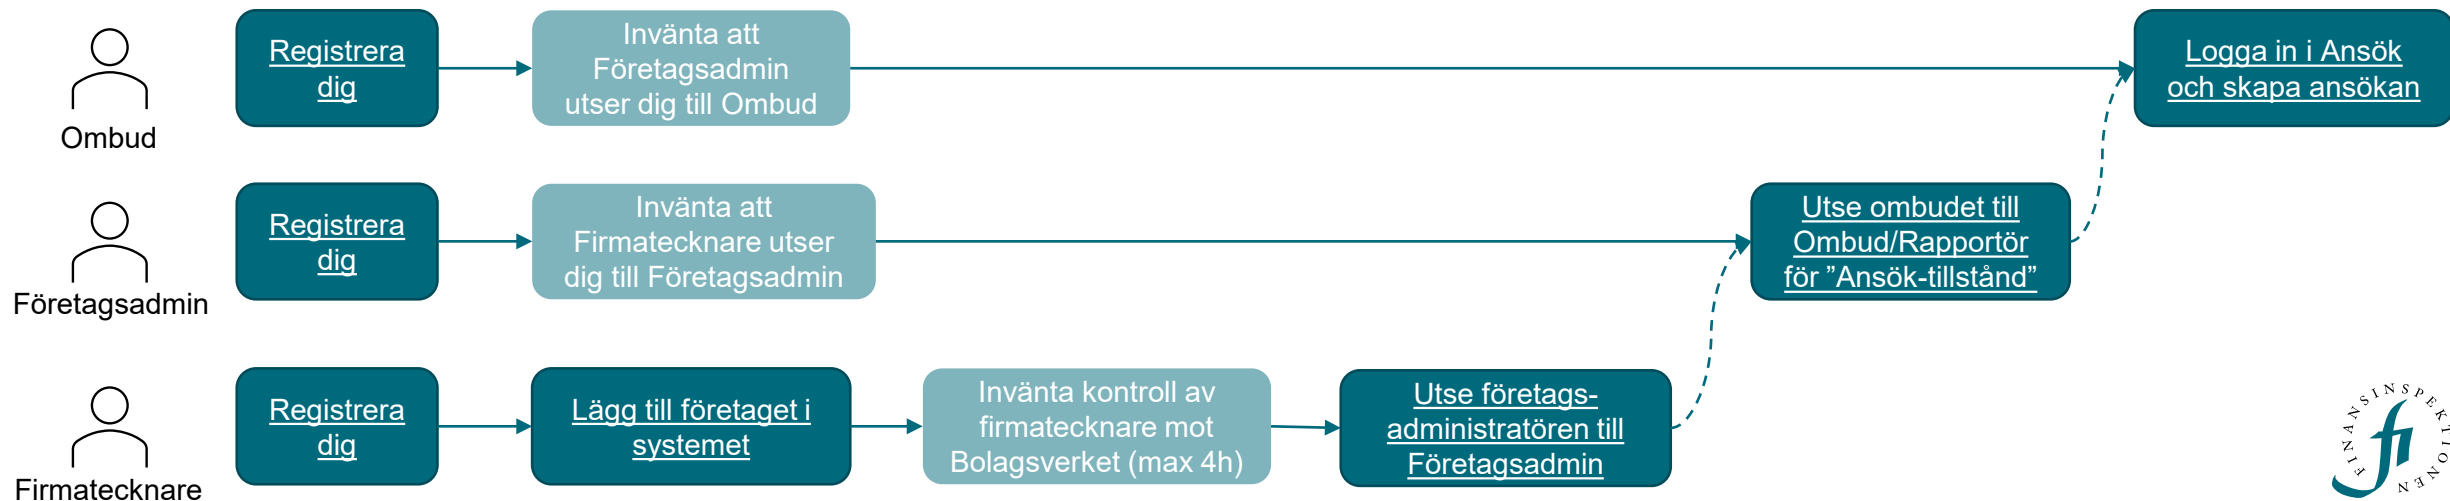 Ombud
Registrera
dig
Invänta att
Företagsadmin
utser dig till Ombud
Logga in i Ansök
och skapa ansökan
Företagsadmin
Registrera
dig
Invänta att
Firmatecknare utser
dig till Företagsadmin
Utse ombudet till
Ombud/Rapportör
för ”Ansök-tillstånd”
Firmatecknare
Registrera
dig
Lägg till företaget i
systemet
Invänta kontroll av
firmatecknare mot
Bolagsverket (max 4h)
Utse företags-
administratören till
Företagsadmin
FINANSINSPEKTIONEN
fi